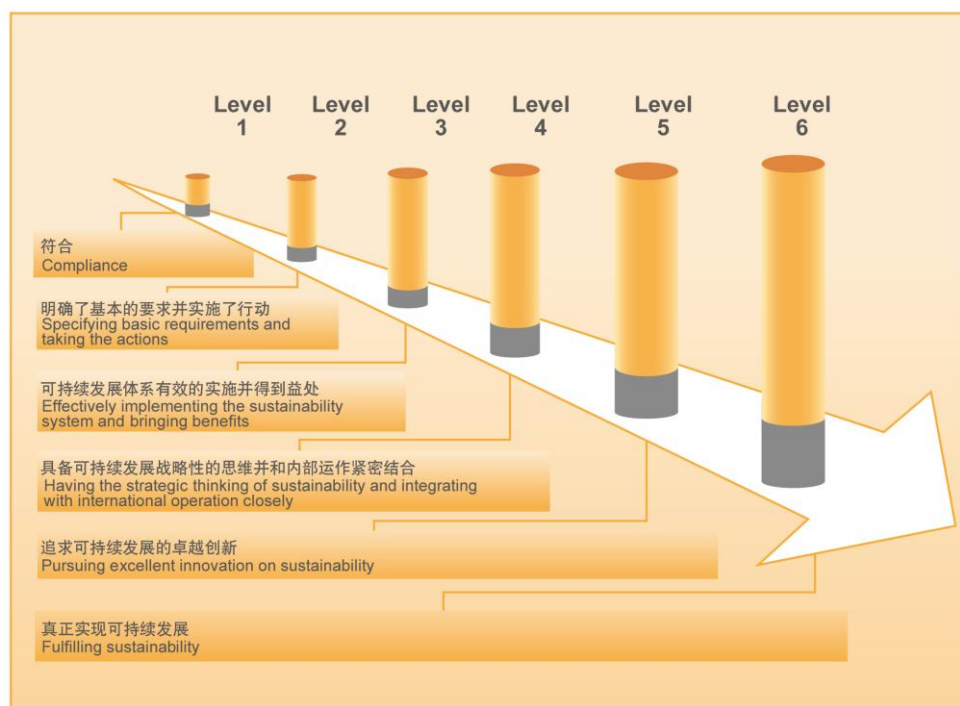 Level
1
Level
2
Level
3
Level
4
Level
5
Level
6
符合
Compliance
明确了基本的要求并实施了行动
Specifying basic requirements and
taking the actions
可持续发展体系有效的实施并得到益处
Effectively implementing the sustainability
system and bringing benefits
具备可持续发展战略性的思维并和内部运作紧密结合
Having the strategic thinking of sustainability and integrating
with international operation closely
追求可持续发展的卓越创新
Pursuing excellent innovation on sustainability
真正实现可持续发展
Fulfilling sustainability